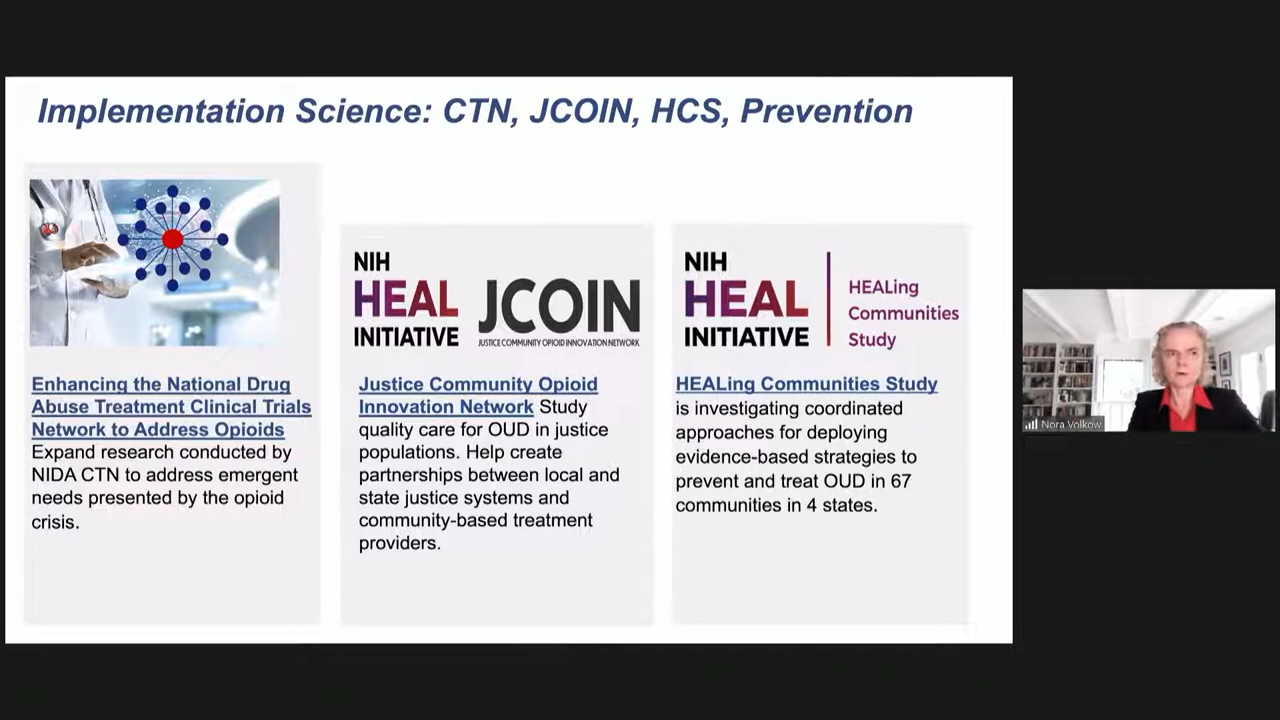 Implementation Science: CTN, JCOIN, HCS, Prevention
Enhancing the National Drug
Abuse Treatment Clinical Trials
Network to Address Opioids
Expand research conducted by
NIDA CTN to address emergent
needs presented by the opioid
crisis.
NIH
HEAL
INITIATIVE
JCOIN
JUSTICE COMMUNITY OPIOID INNOVATION NETWORK
Justice Community Opioid
Innovation Network Study
quality care for OUD in justice
populations. Help create
partnerships between local and
state justice systems and
community-based treatment
providers.
NIH
HEAL
INITIATIVE
HEALing
Communities
Study
HEALing Communities Study
is investigating coordinated
approaches for deploying
evidence-based strategies to
prevent and treat OUD in 67
communities in 4 states.
Nora Volkow